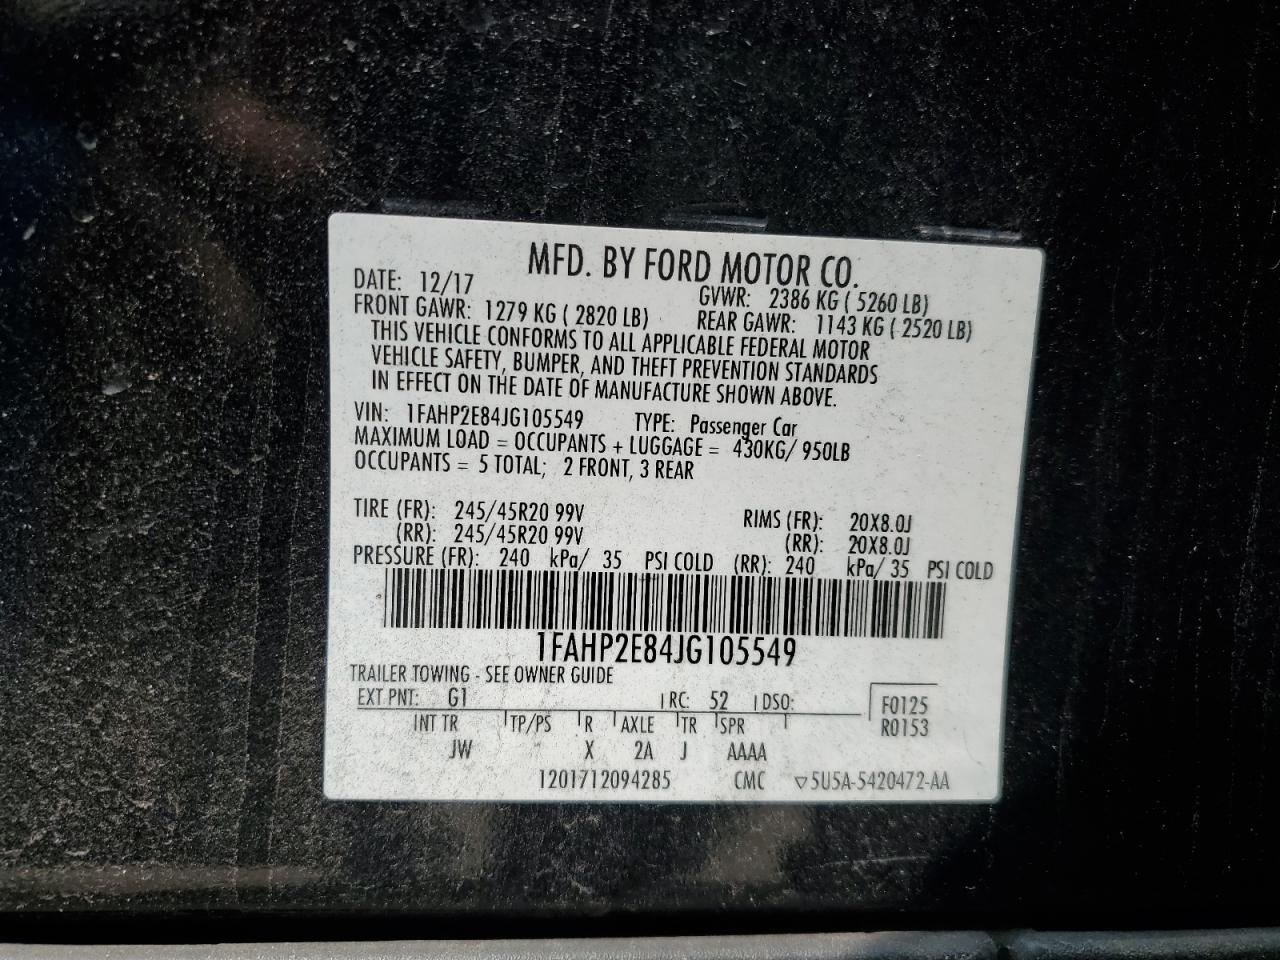 MFD. BY FORD MOTOR CO.
DATE: 12/17 GVWR: 2386 KG ( 5260 LB)
FRONT GAWR: 1279 KG ( 2820 LB) REAR GAWR: 1143 KG ( 2520 LB)
THIS VEHICLE CONFORMS TO ALL APPLICABLE FEDERAL MOTOR
VEHICLE SAFETY, BUMPER, AND THEFT PREVENTION STANDARDS
IN EFFECT ON THE DATE OF MANUFACTURE SHOWN ABOVE.
VIN: 1FAHP2E84JG105549 TYPE: Passenger Car
MAXIMUM LOAD = OCCUPANTS + LUGGAGE = 430KG/ 950LB
OCCUPANTS = 5 TOTAL; 2 FRONT, 3 REAR
TIRE (FR): 245/45R20 99V RIMS (FR): 20X8.0J
(RR): 245/45R20 99V (RR): 20X8.0J
PRESSURE (FR): 240 kPa/ 35 PSI COLD (RR): 240 kPa/ 35 PSI COLD
1FAHP2E84JG105549
TRAILER TOWING - SEE OWNER GUIDE
EXT PNT: G1 RC: 52 DSO: F0125
INT TR TP/PS R AXLE TR SPR R0153
JW - X 2A J AAAA
1201712094285 CMC ▽5U5A-5420472-AA